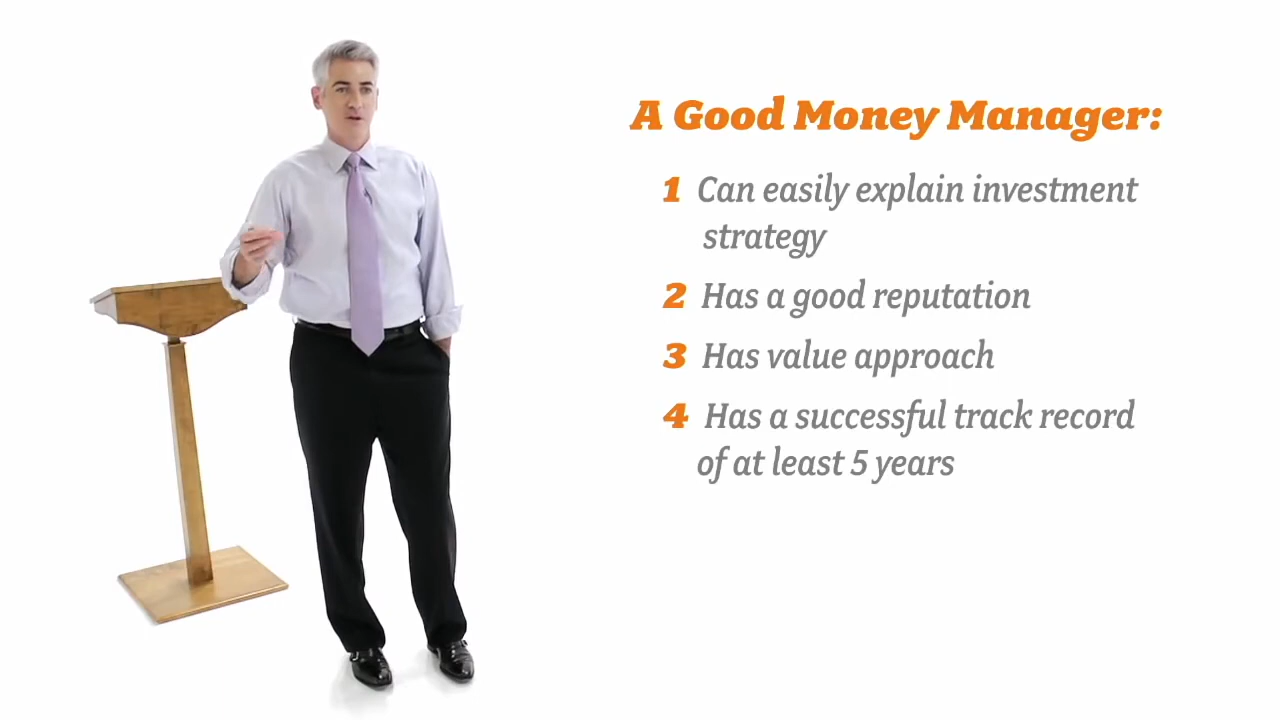 A Good Money Manager:
1 Can easily explain investment
strategy
2 Has a good reputation
3 Has value approach
4 Has a successful track record
of at least 5 years